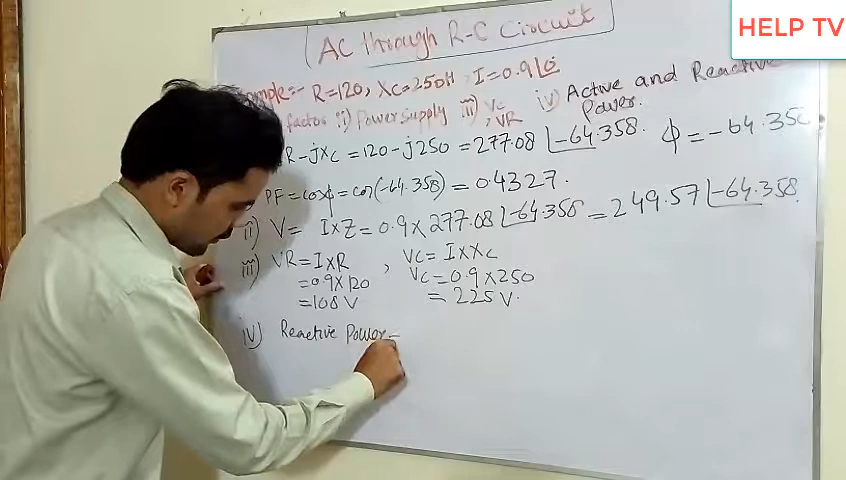 HELP TV
AC through R-C Circuit
R=120, XC=250H, I=0.9∠0
factor ii) Power Supply iii) VC, VR iv) Active and Reactive Power.
R-jXC = 120-j250 = 277.08 ∠-64.358. ϕ = -64.358
PF = cosϕ = cos(-64.358) = 0.4327.
ii) V = I×Z = 0.9×277.08 ∠-64.358 = 249.57 ∠-64.358.
iii) VR = I×R , VC = I×XC
=0.9×120 VC = 0.9×250
=108 V = 225 V.
iv) Reactive Power=